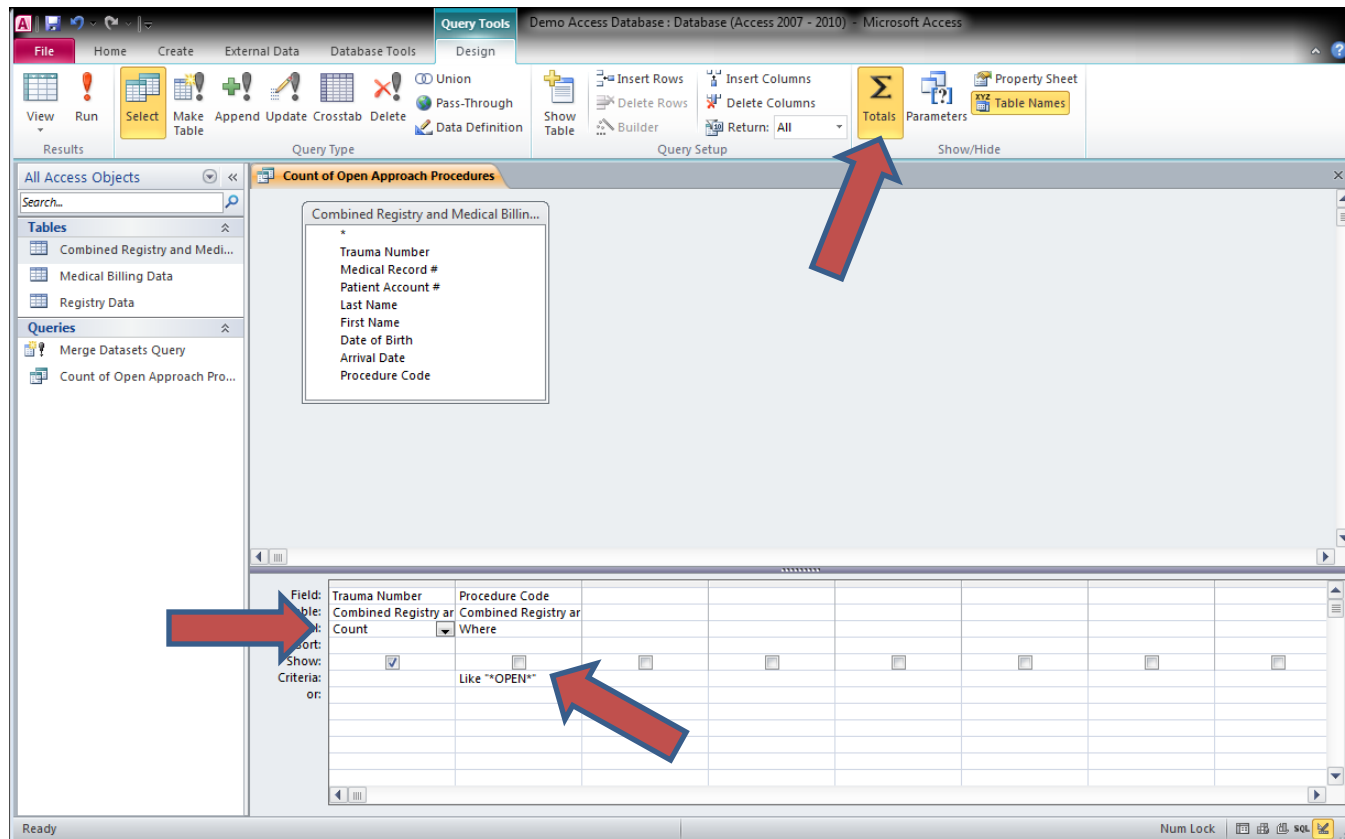 Query Tools Demo Access Database : Database (Access 2007 - 2010) - Microsoft Access
File Home Create External Data Database Tools Design
View Run Select Make Table Append Update Crosstab Delete
Union
Pass-Through
Data Definition
Show Table
Insert Rows
Delete Rows
Builder
Insert Columns
Delete Columns
Return: All
Totals Parameters
Property Sheet
XYZ Table Names
Results Query Type Query Setup Show/Hide
All Access Objects
Search...
Tables
Combined Registry and Medi...
Medical Billing Data
Registry Data
Queries
Merge Datasets Query
Count of Open Approach Pro...
Count of Open Approach Procedures
Combined Registry and Medical Billin...
*
Trauma Number
Medical Record #
Patient Account #
Last Name
First Name
Date of Birth
Arrival Date
Procedure Code
Field: Trauma Number Procedure Code
Combined Registry ar Combined Registry ar
Count Where
Show:
Criteria: Like "*OPEN*"
or:
Ready Num Lock SQL